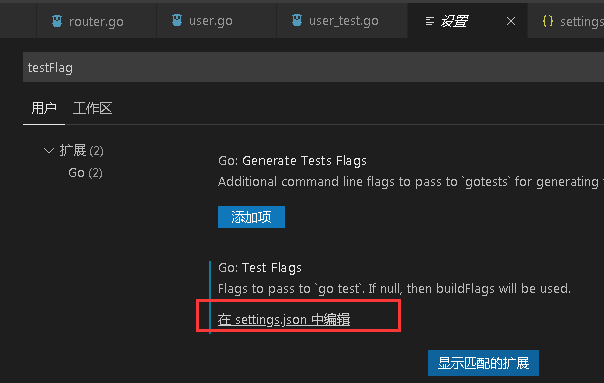 router.go
user.go
user_test.go
设置
settings
testFlag
用户
工作区
扩展 (2)
Go (2)
Go: Generate Tests Flags
Additional command line flags to pass to `gotests` for generating
添加项
Go: Test Flags
Flags to pass to `go test`. If null, then buildFlags will be used.
在 settings.json 中编辑
显示匹配的扩展